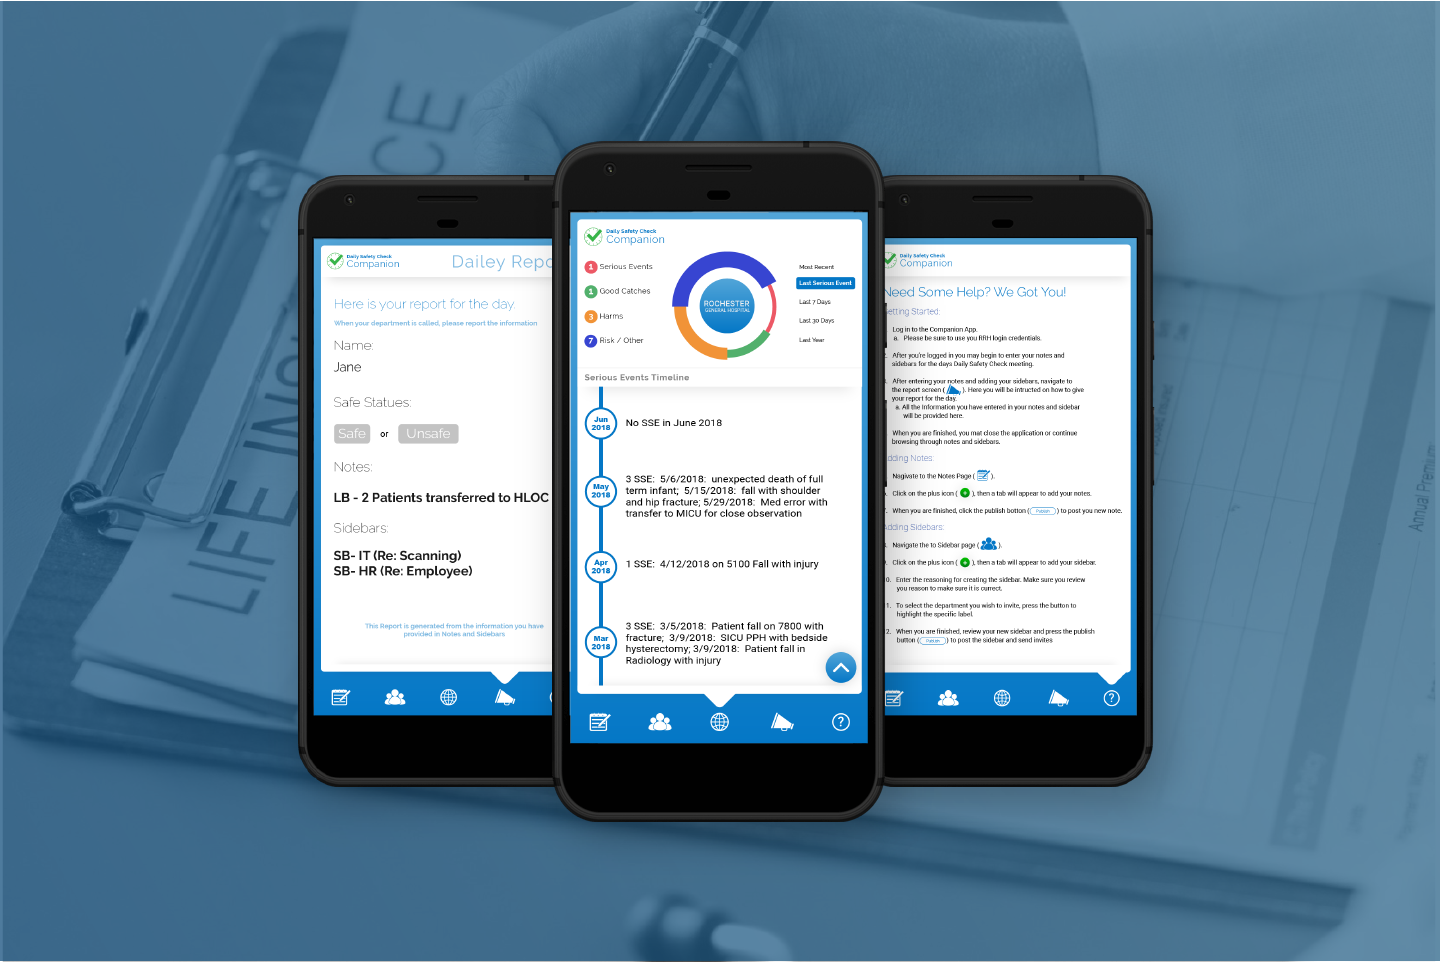 CE
LIFE IN
Annual Premium
Daily Safety Check
Companion
Dailey Repo
Here is your report for the day.
When your department is called, please report the information
Name:
Jane
Safe Statues:
Safe or Unsafe
Notes:
LB - 2 Patients transferred to HLOC
Sidebars:
SB- IT (Re: Scanning)
SB- HR (Re: Employee)
This Report is generated from the information you have
provided in Notes and Sidebars
Daily Safety Check
Companion
1 Serious Events
1 Good Catches
3 Harms
7 Risk / Other
ROCHESTER
GENERAL HOSPITAL
Most Recent
Last Serious Event
Last 7 Days
Last 30 Days
Last Year
Serious Events Timeline
Jun
2018
No SSE in June 2018
May
2018
3 SSE: 5/6/2018: unexpected death of full
term infant; 5/15/2018: fall with shoulder
and hip fracture; 5/29/2018: Med error with
transfer to MICU for close observation
Apr
2018
1 SSE: 4/12/2018 on 5100 Fall with injury
Mar
2018
3 SSE: 3/5/2018: Patient fall on 7800 with
fracture; 3/9/2018: SICU PPH with bedside
hysterectomy; 3/9/2018: Patient fall in
Radiology with injury
?
Daily Safety Check
Companion
Need Some Help? We Got You!
etting Started:
Log in to the Companion App.
a. Please be sure to use you RRH login credentials.
. After you're logged in you may begin to enter your notes and
sidebars for the days Daily Safety Check meeting.
. After entering your notes and adding your sidebars, navigate to
the report screen ( ). Here you will be intructed on how to give
your report for the day.
a. All the information you have entered in your notes and sidebar
will be provided here.
When you are finished, you mat close the application or continue
browsing through notes and sidebars.
dding Notes:
Nagivate to the Notes Page ( ).
. Click on the plus icon ( + ), then a tab will appear to add your notes.
. When you are finished, click the publish botton ( Publish ) to post you new note.
dding Sidebars:
. Navigate the to Sidebar page ( ).
. Click on the plus icon ( + ), then a tab will appear to add your sidebar.
0. Enter the reasoning for creating the sidebar. Make sure you review
you reason to make sure it is currect.
1. To select the department you wish to invite, press the button to
highlight the specific label.
2. When you are finished, review your new sidebar and press the publish
button ( Publish ) to post the sidebar and send invites
?